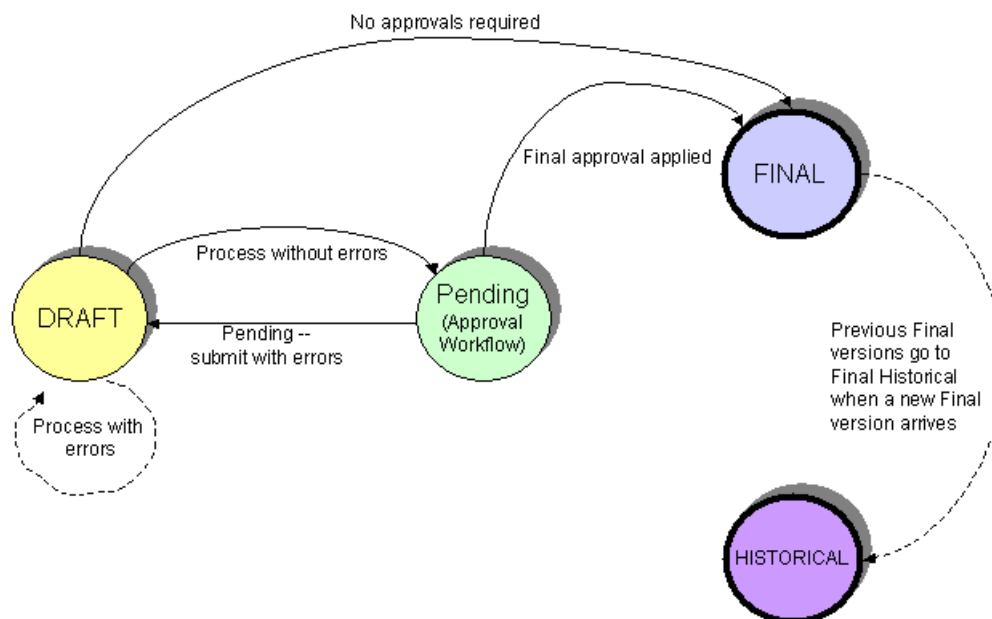 No approvals required
Final approval applied
FINAL
Process without errors
DRAFT
Pending
(Approval
Workflow)
Pending --
submit with errors
Process with
errors
Previous Final
versions go to
Final Historical
when a new Final
version arrives
HISTORICAL